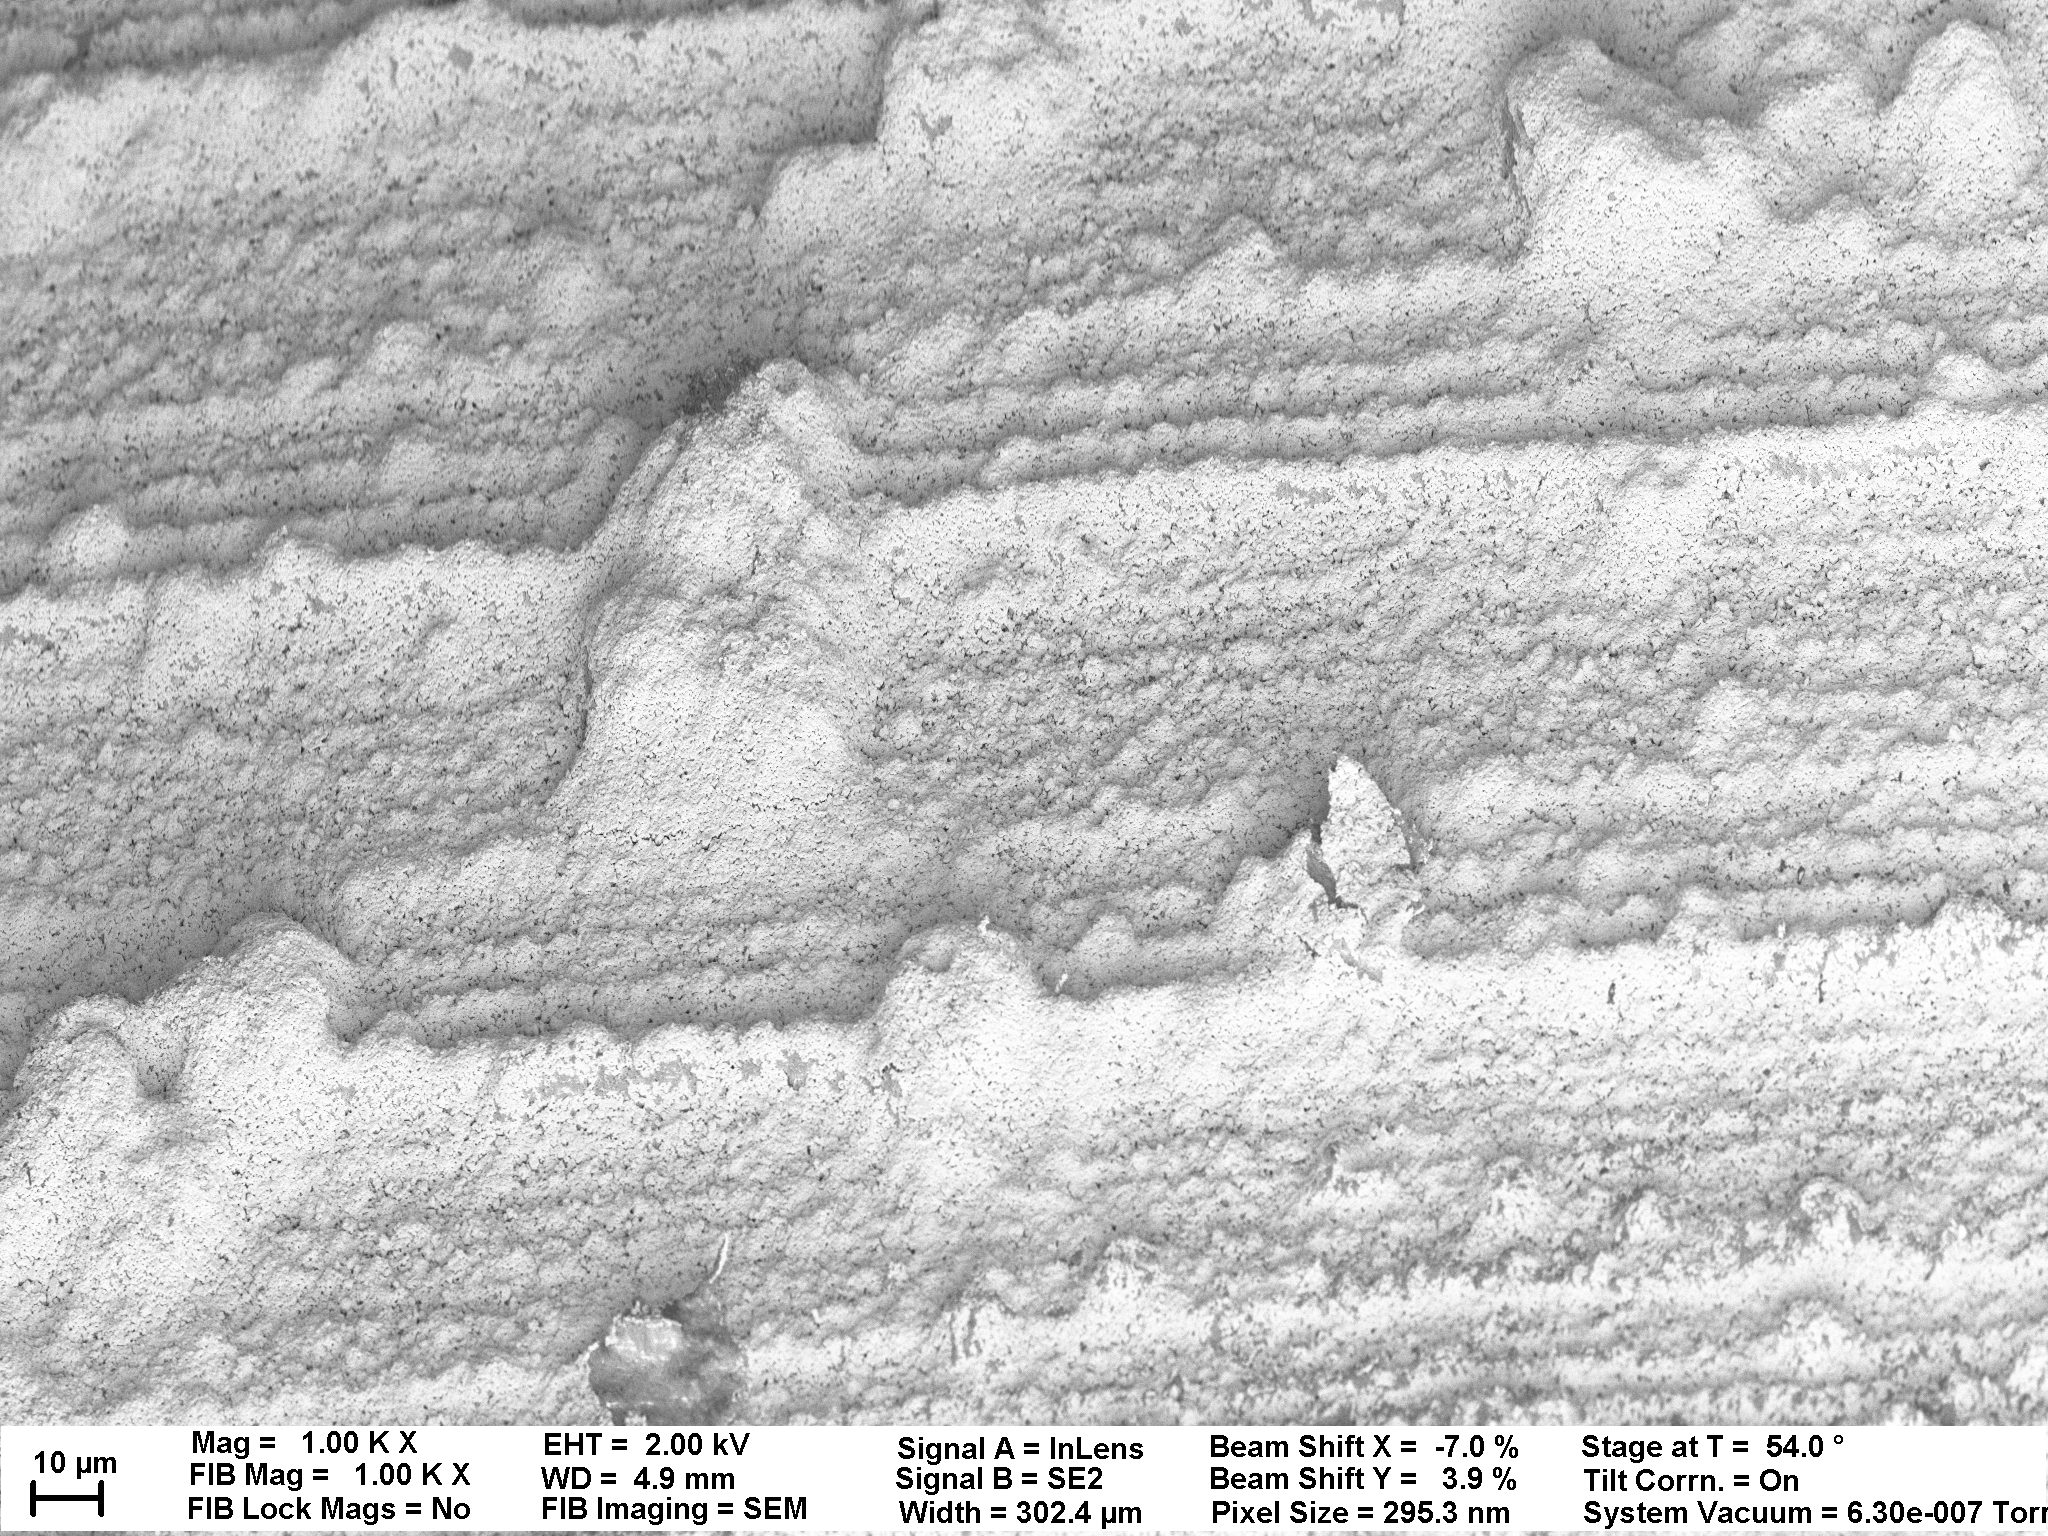 10 µm
Mag = 1.00 K X
FIB Mag = 1.00 K X
FIB Lock Mags = No
EHT = 2.00 kV
WD = 4.9 mm
FIB Imaging = SEM
Signal A = InLens
Signal B = SE2
Width = 302.4 µm
Beam Shift X = -7.0 %
Beam Shift Y = 3.9 %
Pixel Size = 295.3 nm
Stage at T = 54.0 °
Tilt Corrn. = On
System Vacuum = 6.30e-007 Torr